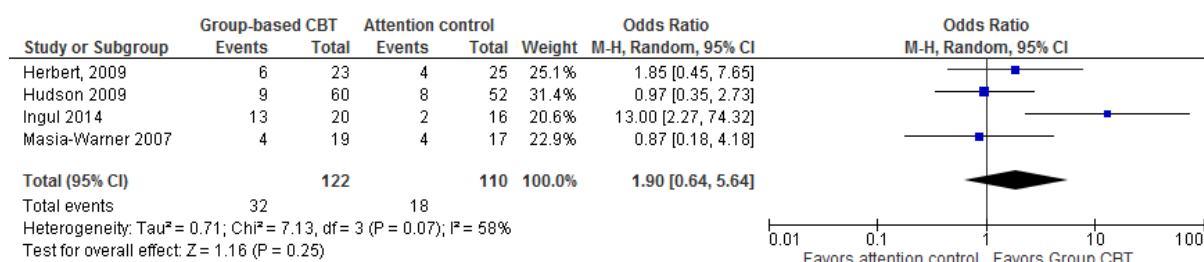 Group-based CBT Attention control Odds Ratio Odds Ratio
Study or Subgroup Events Total Events Total Weight M-H, Random, 95% CI M-H, Random, 95% CI
Herbert, 2009 6 23 4 25 25.1% 1.85 [0.45, 7.65]
Hudson 2009 9 60 8 52 31.4% 0.97 [0.35, 2.73]
Ingul 2014 13 20 2 16 20.6% 13.00 [2.27, 74.32]
Masia-Warner 2007 4 19 4 17 22.9% 0.87 [0.18, 4.18]
Total (95% CI) 122 110 100.0% 1.90 [0.64, 5.64]
Total events 32 18
Heterogeneity: Tau² = 0.71; Chi² = 7.13, df = 3 (P = 0.07); I² = 58%
Test for overall effect: Z = 1.16 (P = 0.25)
0.01 0.1 1 10 100
Favors attention control Favors Group CBT